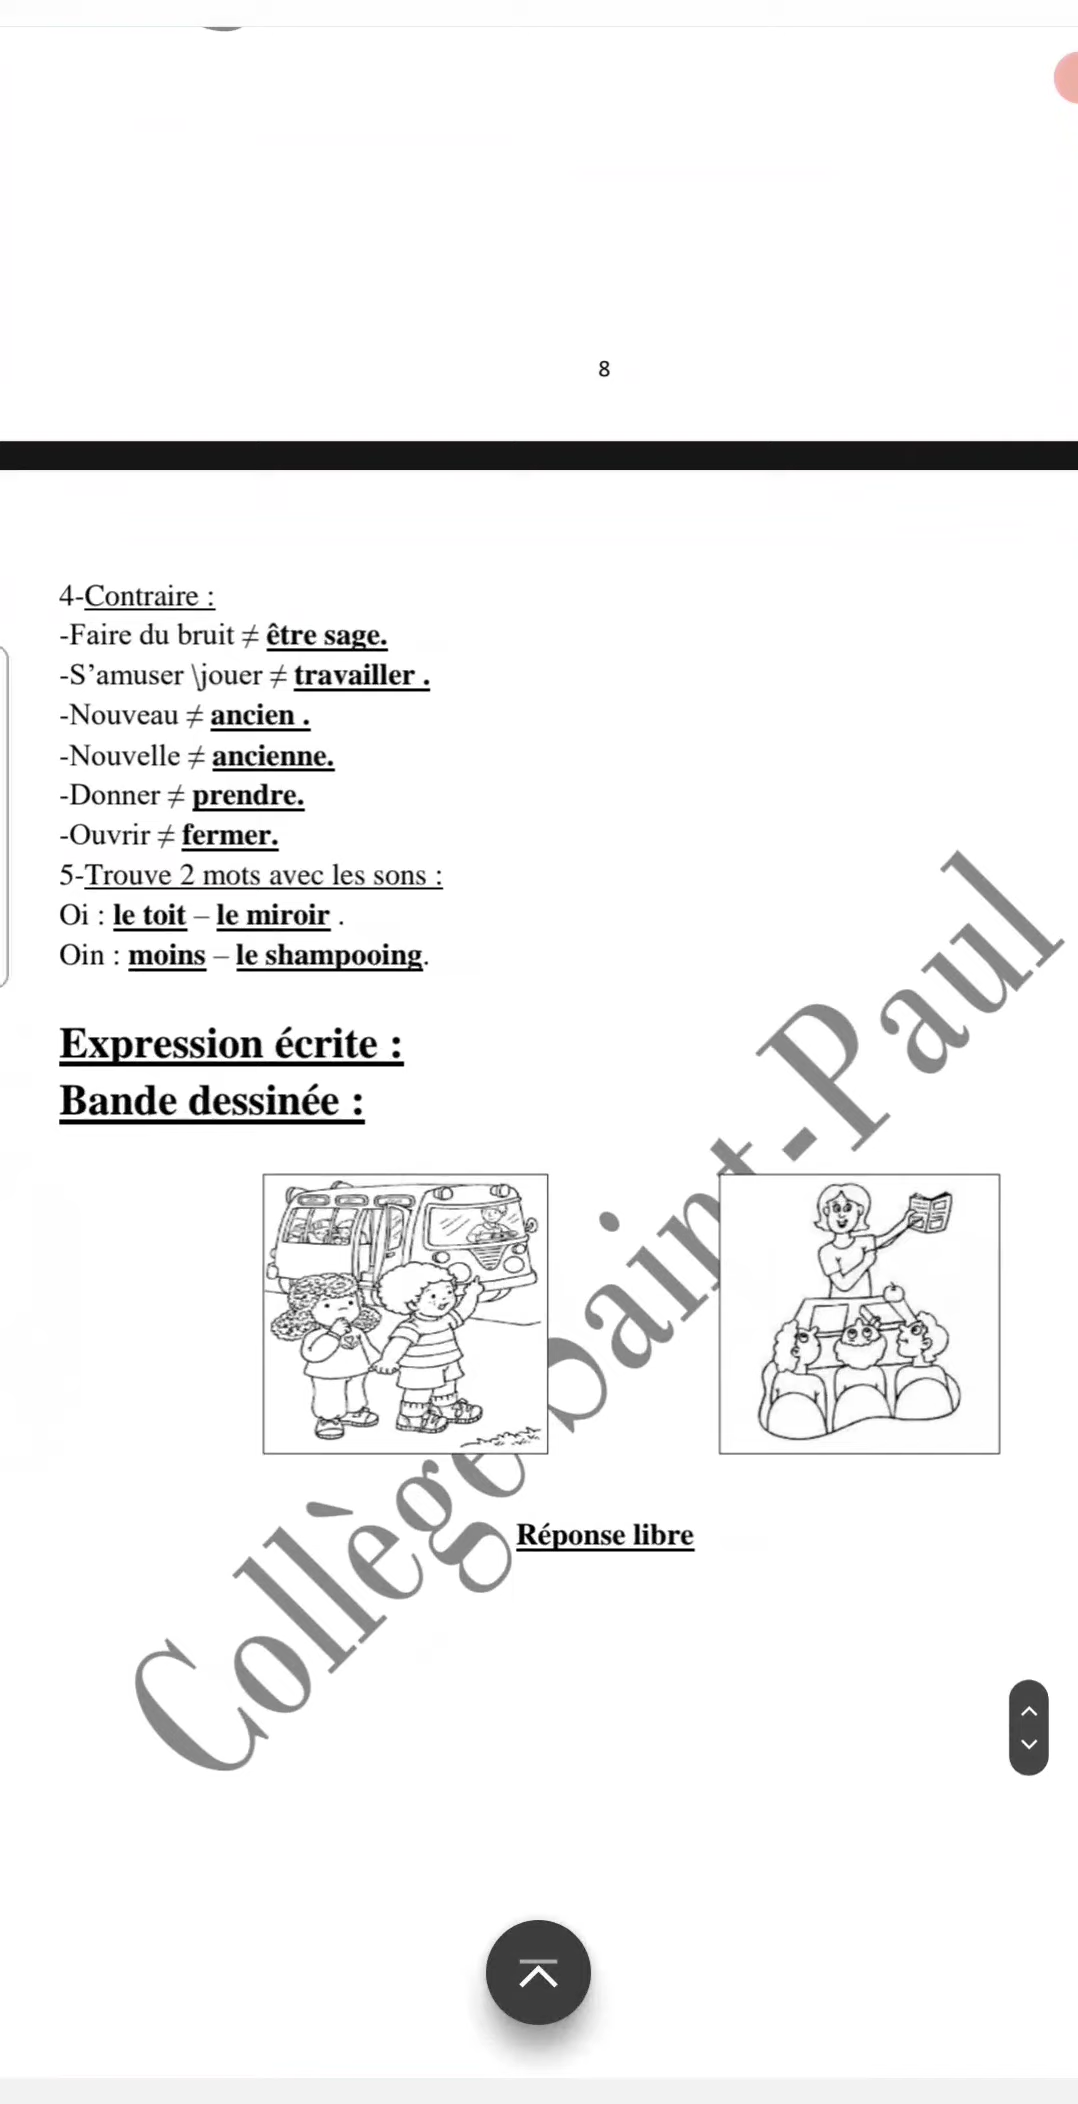 8
4-Contraire :
-Faire du bruit ≠ être sage.
-S’amuser \jouer ≠ travailler .
-Nouveau ≠ ancien .
-Nouvelle ≠ ancienne.
-Donner ≠ prendre.
-Ouvrir ≠ fermer.
5-Trouve 2 mots avec les sons :
Oi : le toit – le miroir .
Oin : moins – le shampooing.
Expression écrite :
Bande dessinée :
Réponse libre
Collège Saint-Paul